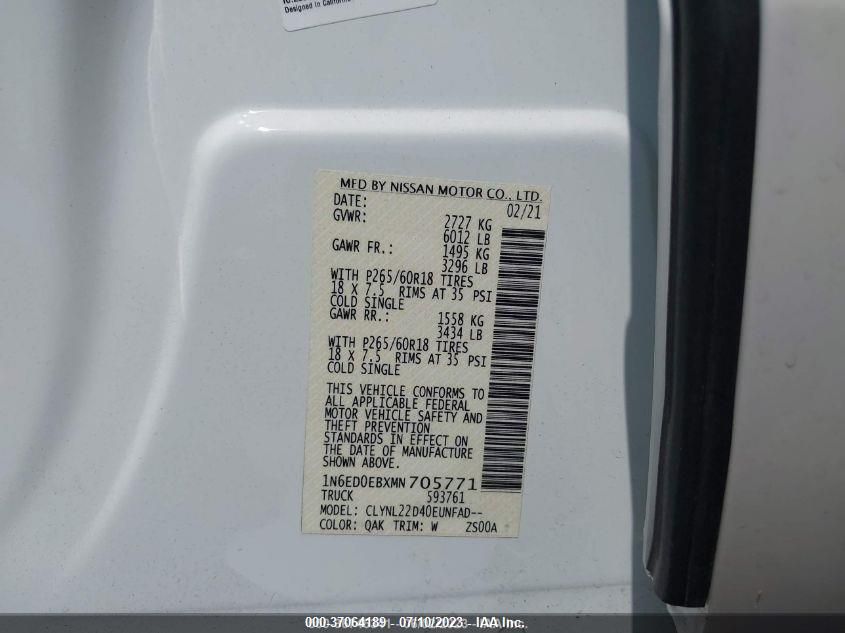 Designed in California
MFD BY NISSAN MOTOR CO., LTD.
DATE: 02/21
GVWR: 2727 KG
6012 LB
GAWR FR.: 1495 KG
3296 LB
WITH P265/60R18 TIRES
18 X 7.5 RIMS AT 35 PSI
COLD SINGLE
GAWR RR.: 1558 KG
3434 LB
WITH P265/60R18 TIRES
18 X 7.5 RIMS AT 35 PSI
COLD SINGLE
THIS VEHICLE CONFORMS TO
ALL APPLICABLE FEDERAL
MOTOR VEHICLE SAFETY AND
THEFT PREVENTION
STANDARDS IN EFFECT ON
THE DATE OF MANUFACTURE
SHOWN ABOVE.
1N6ED0EBXMN705771
TRUCK 593761
MODEL: CLYNL22D40EUNFAD--
COLOR: QAK TRIM: W ZS00A
000-37064189 - 07/10/2023 - IAA Inc.